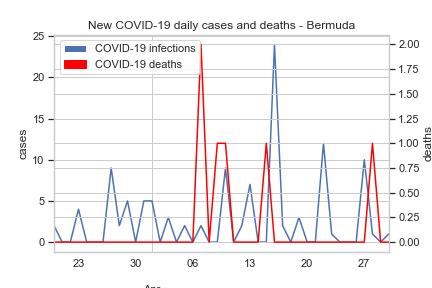 New COVID-19 daily cases and deaths - Bermuda
COVID-19 infections
COVID-19 deaths
cases
25
20
15
10
5
0
deaths
2.00
1.75
1.50
1.25
1.00
0.75
0.50
0.25
0.00
23 30 06 13 20 27